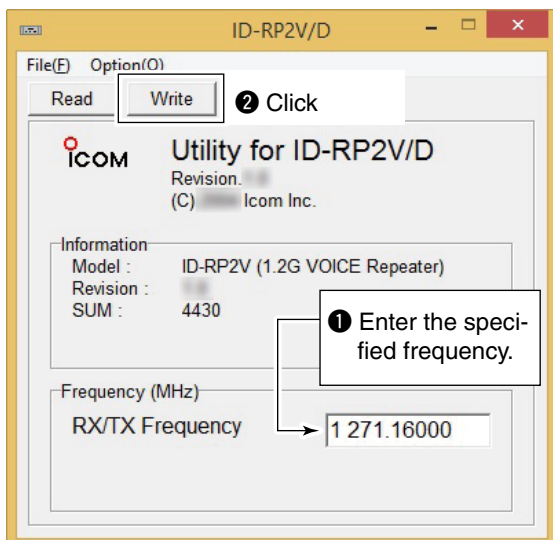 ID-RP2V/D
File(F) Option(O)
Read Write ❷ Click
ICOM Utility for ID-RP2V/D
Revision.
(C) Icom Inc.
Information
Model : ID-RP2V (1.2G VOICE Repeater)
Revision :
SUM : 4430
❶ Enter the speci-
fied frequency.
Frequency (MHz)
RX/TX Frequency 1 271.16000